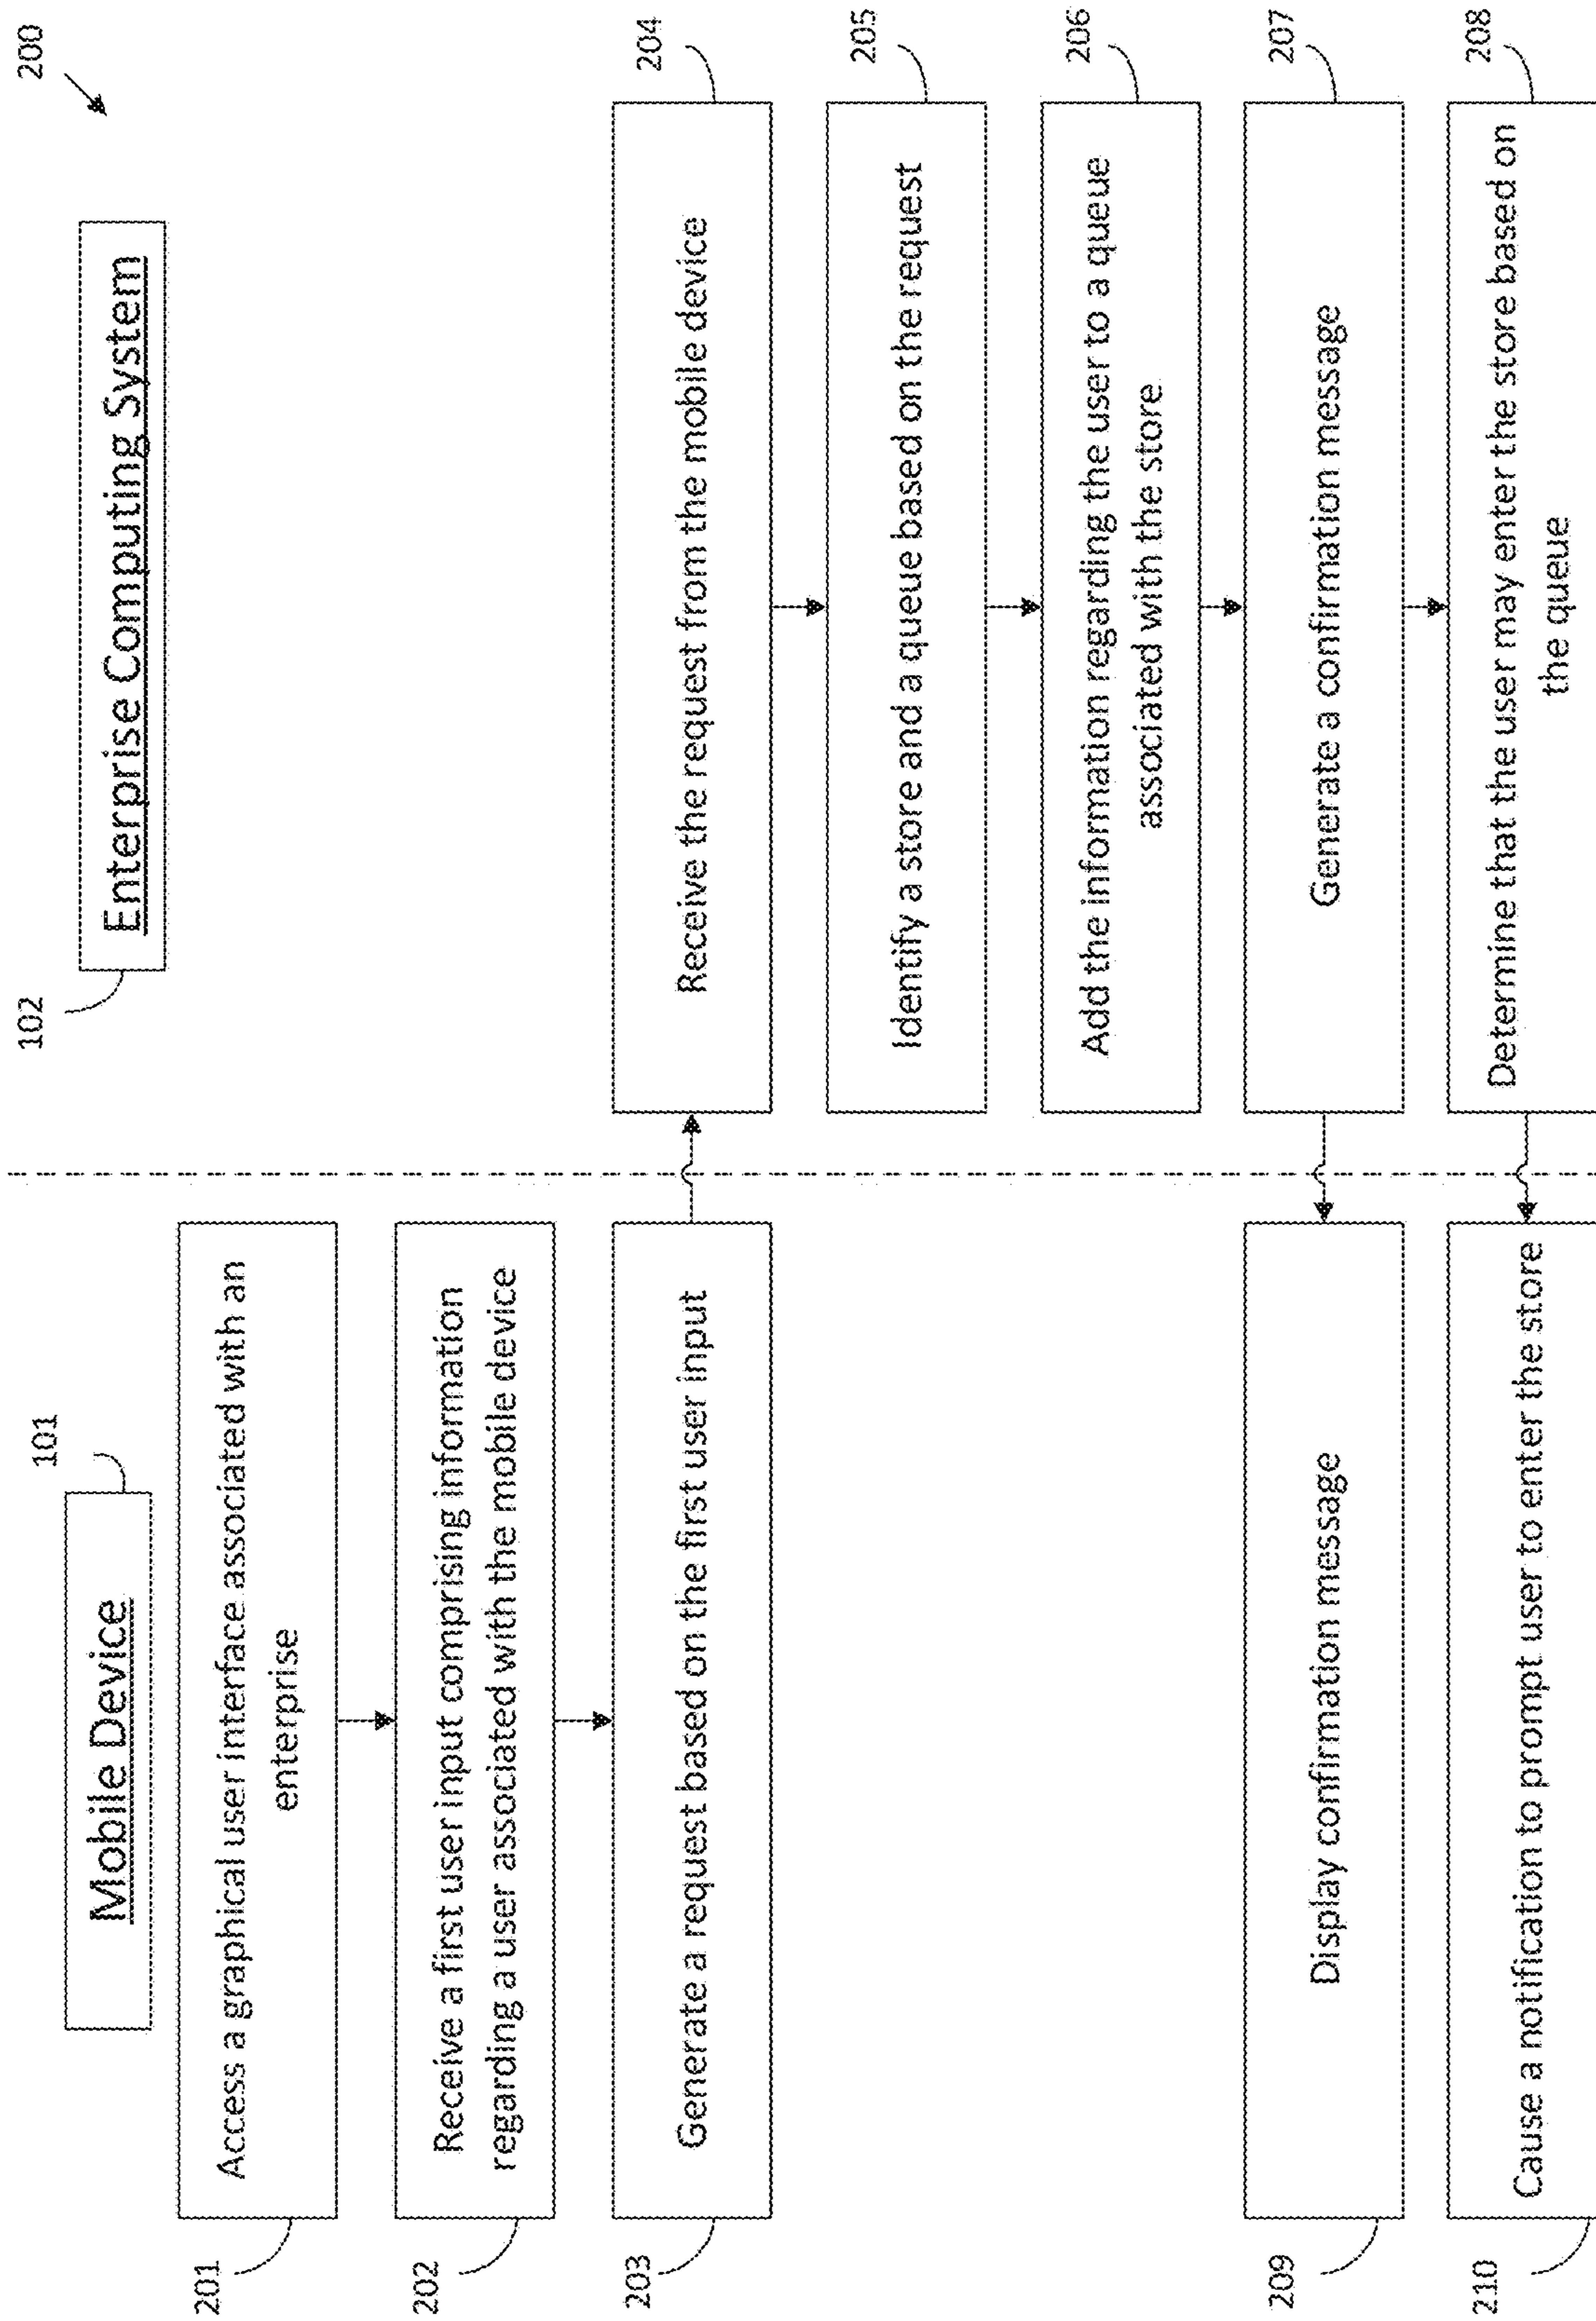 200
Mobile Device
101
Enterprise Computing System
102
Access a graphical user interface associated with an
enterprise
201
Receive a first user input comprising information
regarding a user associated with the mobile device
202
Generate a request based on the first user input
203
Receive the request from the mobile device
204
Identify a store and a queue based on the request
205
Add the information regarding the user to a queue
associated with the store
206
Generate a confirmation message
207
Determine that the user may enter the store based on
the queue
208
Display confirmation message
209
Cause a notification to prompt user to enter the store
210